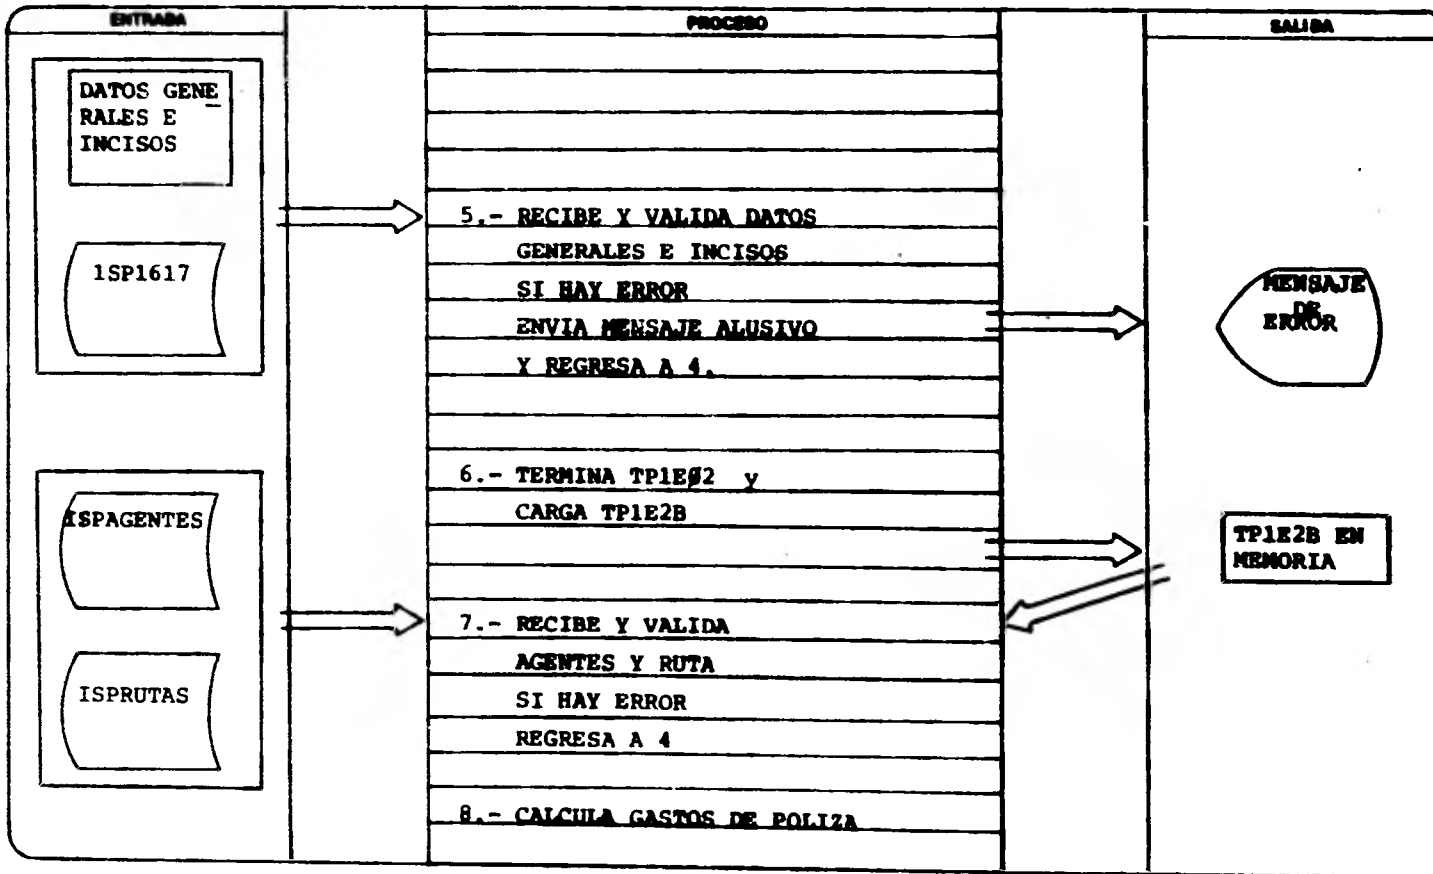 ENTRADA
PROCESO
SALIDA
DATOS GENE
RALES E
INCISOS
1SP1617
5.- RECIBE Y VALIDA DATOS
GENERALES E INCISOS
SI HAY ERROR
ENVIA MENSAJE ALUSIVO
Y REGRESA A 4.
MENSAJE
DE
ERROR
6.- TERMINA TP1EØ2 y
CARGA TP1E2B
TP1E2B EN
MEMORIA
ISPAGENTES
ISPRUTAS
7.- RECIBE Y VALIDA
AGENTES Y RUTA
SI HAY ERROR
REGRESA A 4
8.- CALCULA GASTOS DE POLIZA